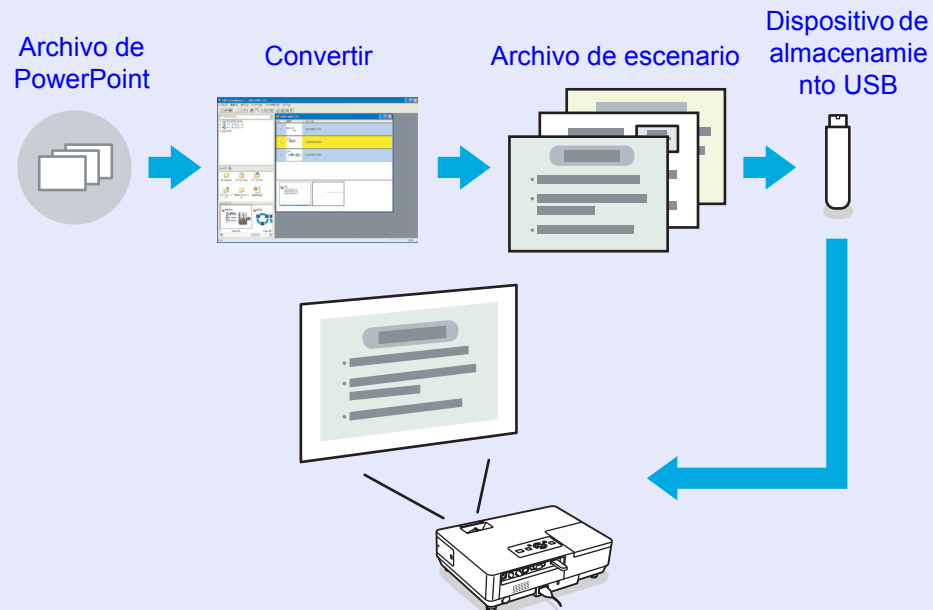 Archivo de
PowerPoint
Convertir
Archivo de escenario
Dispositivo de
almacenamie
nto USB